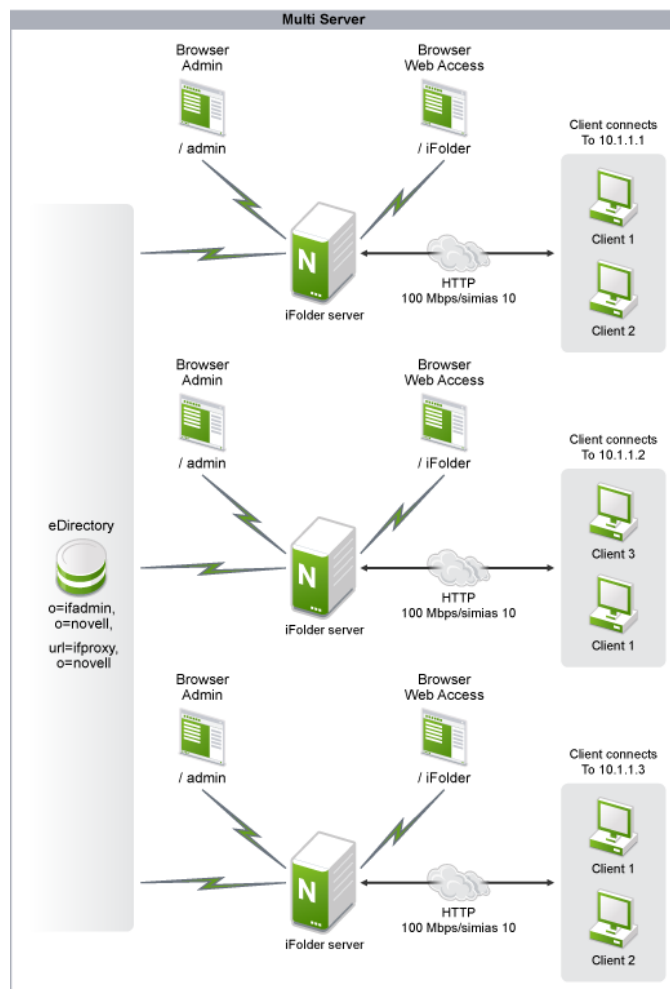 Multi Server
Browser
Admin
Browser
Web Access
/ admin
/ iFolder
Client connects
To 10.1.1.1
Client 1
N
HTTP
100 Mbps/simias 10
iFolder server
Client 2
Browser
Admin
Browser
Web Access
/ admin
/ iFolder
Client connects
To 10.1.1.2
eDirectory
o=ifadmin,
o=novell,
url=ifproxy,
o=novell
Client 3
N
HTTP
100 Mbps/simias 10
iFolder server
Client 1
Browser
Admin
Browser
Web Access
/ admin
/ iFolder
Client connects
To 10.1.1.3
Client 1
N
HTTP
100 Mbps/simias 10
iFolder server
Client 2